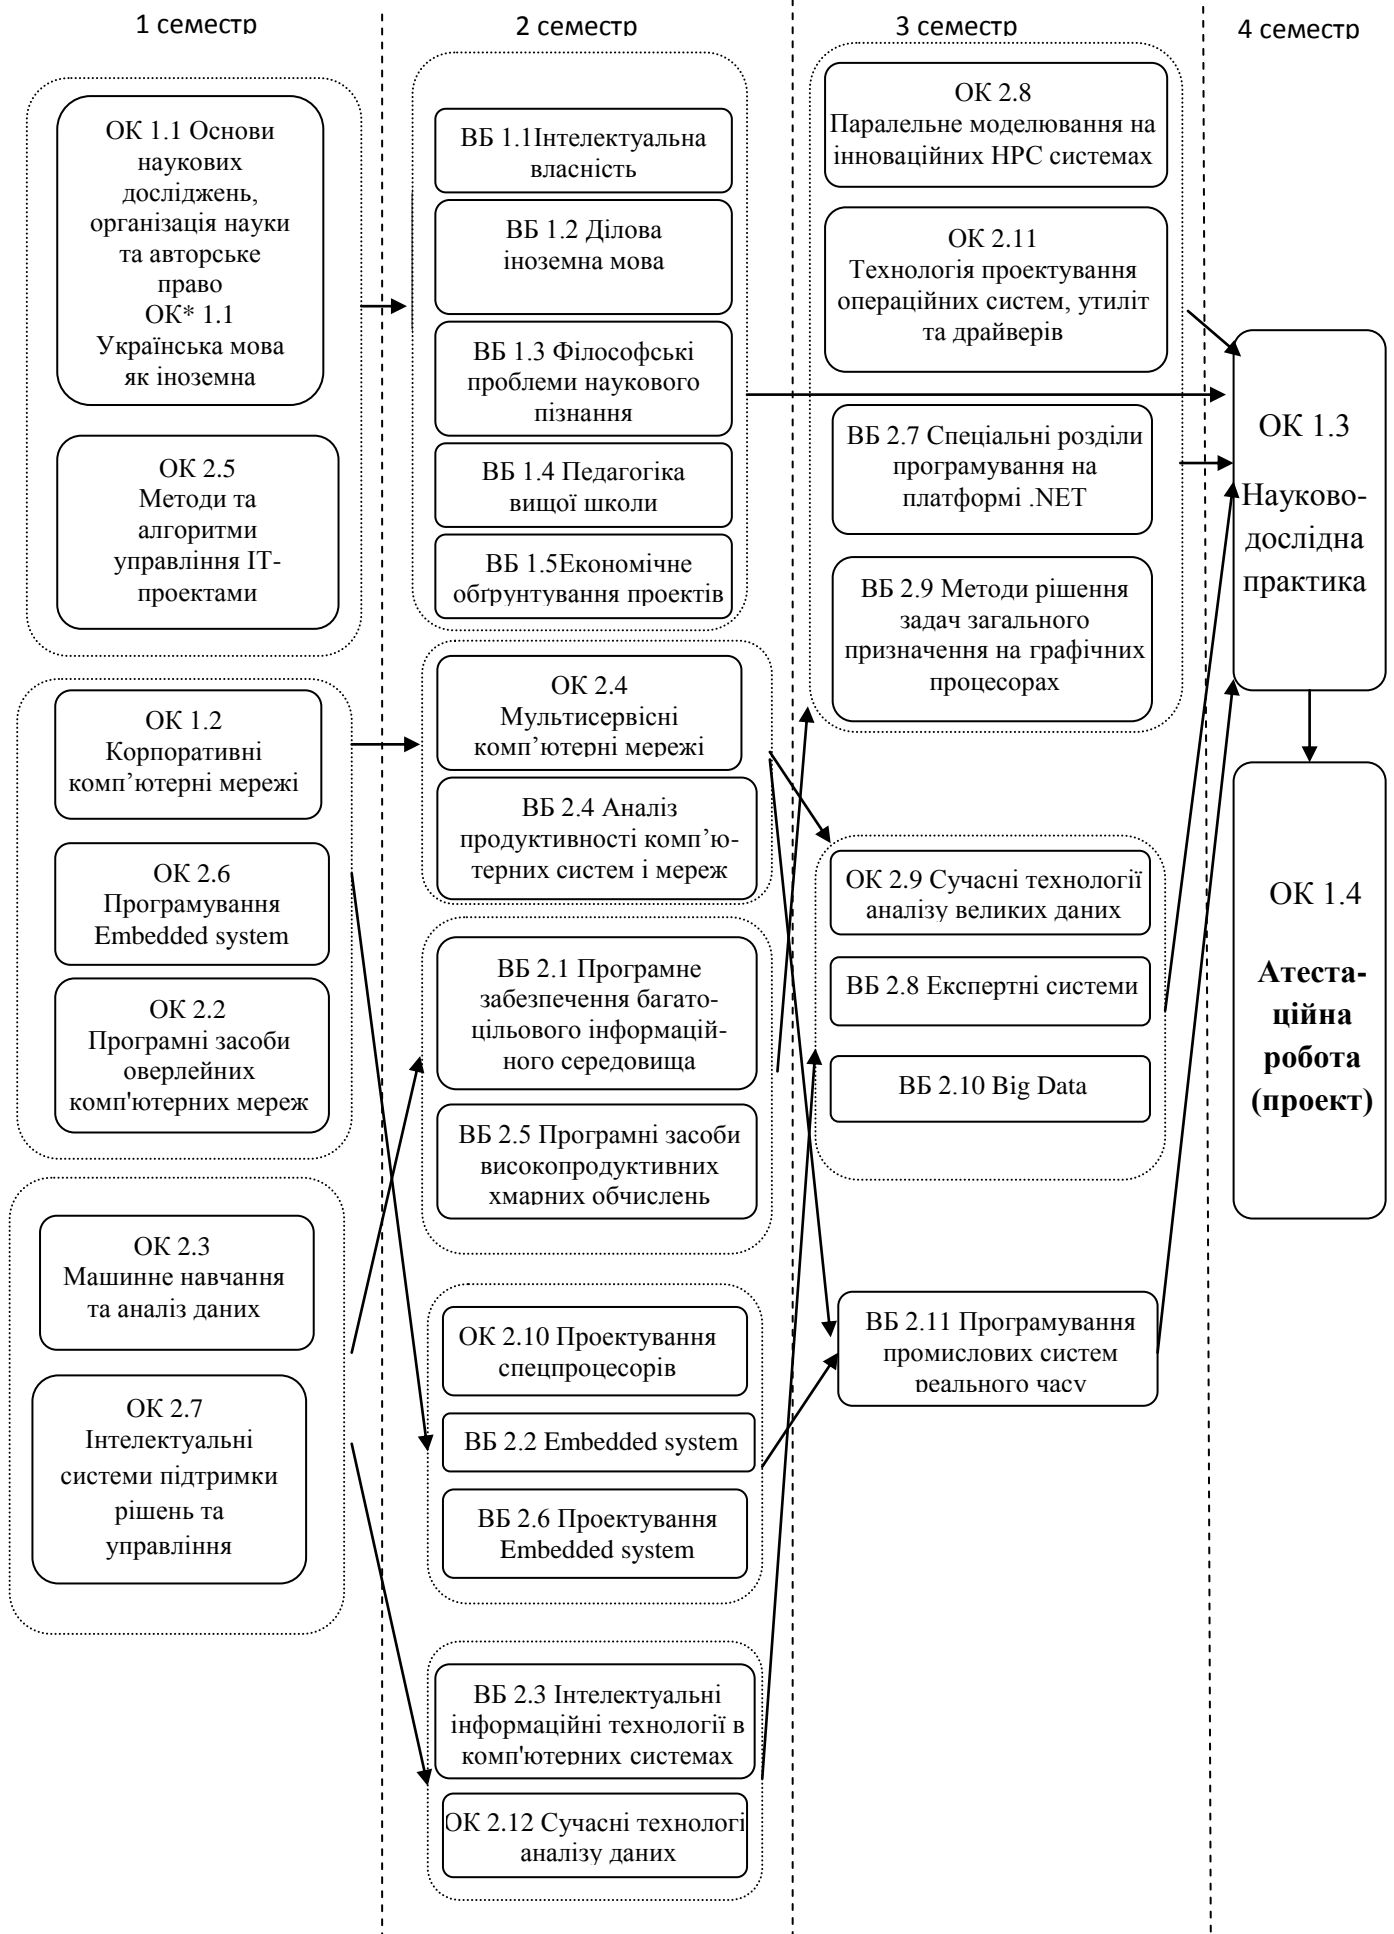 1 семестр
2 семестр
3 семестр
4 семестр
ОК 1.1 Основи
наукових
досліджень,
організація науки
та авторське
право
ОК* 1.1
Українська мова
як іноземна
ОК 2.5
Методи та
алгоритми
управління ІТ-
проектами
ОК 1.2
Корпоративні
комп’ютерні мережі
ОК 2.6
Програмування
Embedded system
ОК 2.2
Програмні засоби
оверлейних
комп'ютерних мереж
ОК 2.3
Машинне навчання
та аналіз даних
ОК 2.7
Інтелектуальні
системи підтримки
рішень та
управління
ВБ 1.1Інтелектуальна
власність
ВБ 1.2 Ділова
іноземна мова
ВБ 1.3 Філософські
проблеми наукового
пізнання
ВБ 1.4 Педагогіка
вищої школи
ВБ 1.5Економічне
обґрунтування проектів
ОК 2.4
Мультисервісні
комп’ютерні мережі
ВБ 2.4 Аналіз
продуктивності комп’ю-
терних систем і мереж
ВБ 2.1 Програмне
забезпечення багато-
цільового інформацій-
ного середовища
ВБ 2.5 Програмні засоби
високопродуктивних
хмарних обчислень
ОК 2.10 Проектування
спецпроцесорів
ВБ 2.2 Embedded system
ВБ 2.6 Проектування
Embedded system
ВБ 2.3 Інтелектуальні
інформаційні технології в
комп'ютерних системах
ОК 2.12 Сучасні технологі
аналізу даних
ОК 2.8
Паралельне моделювання на
інноваційних HPC системах
ОК 2.11
Технологія проектування
операційних систем, утиліт
та драйверів
ВБ 2.7 Спеціальні розділи
програмування на
платформі .NET
ВБ 2.9 Методи рішення
задач загального
призначення на графічних
процесорах
ОК 2.9 Сучасні технології
аналізу великих даних
ВБ 2.8 Експертні системи
ВБ 2.10 Big Data
ВБ 2.11 Програмування
промислових систем
реального часу
ОК 1.3
Науково-
дослідна
практика
ОК 1.4
Атеста-
ційна
робота
(проект)